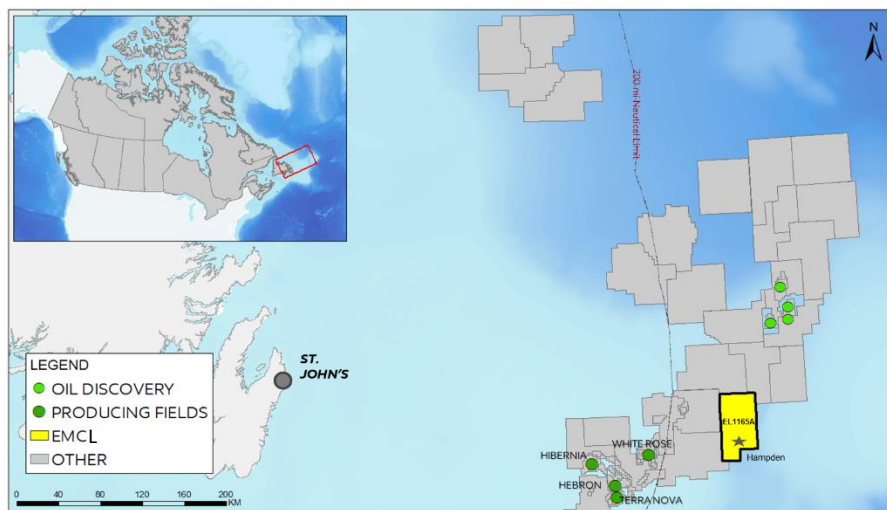 N
200-mi Nautical Limit
ST.
JOHN'S
LEGEND
OIL DISCOVERY
PRODUCING FIELDS
EMCL
OTHER
0 40 80 120 160 200
KM
EL1165A
Hampden
WHITE ROSE
HIBERNIA
HEBRON
TERRA NOVA